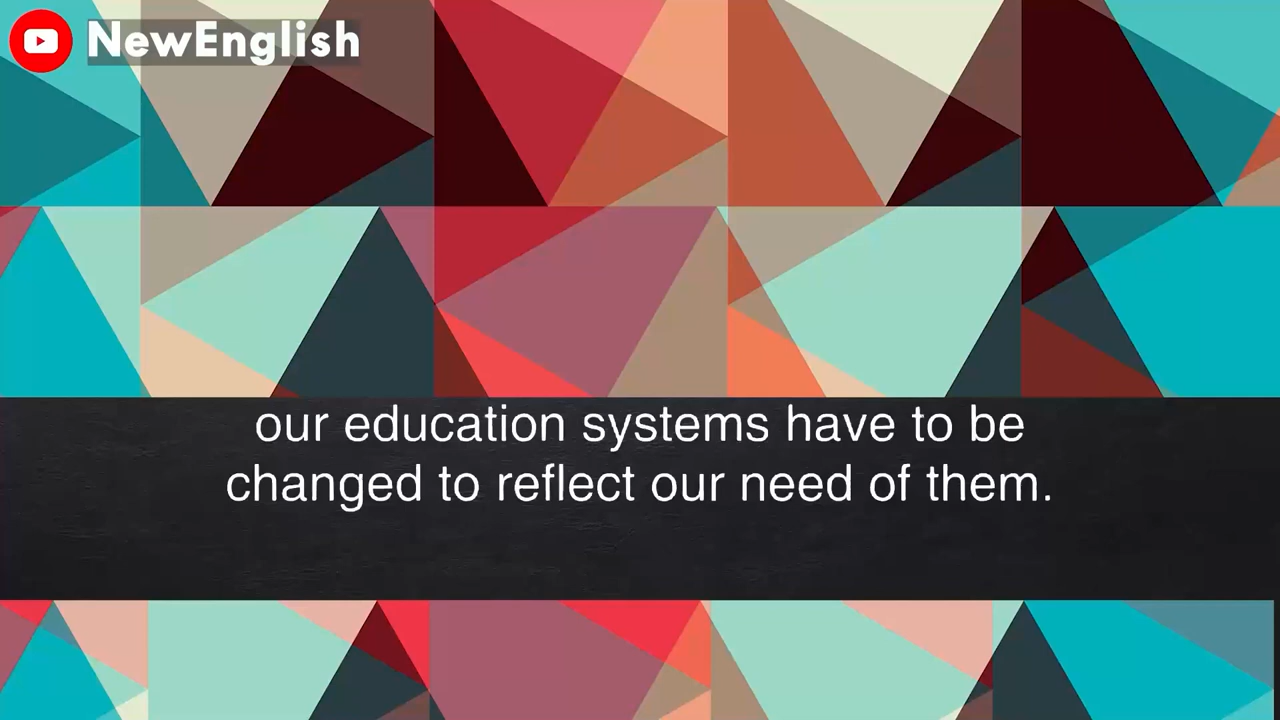 NewEnglish
our education systems have to be
changed to reflect our need of them.